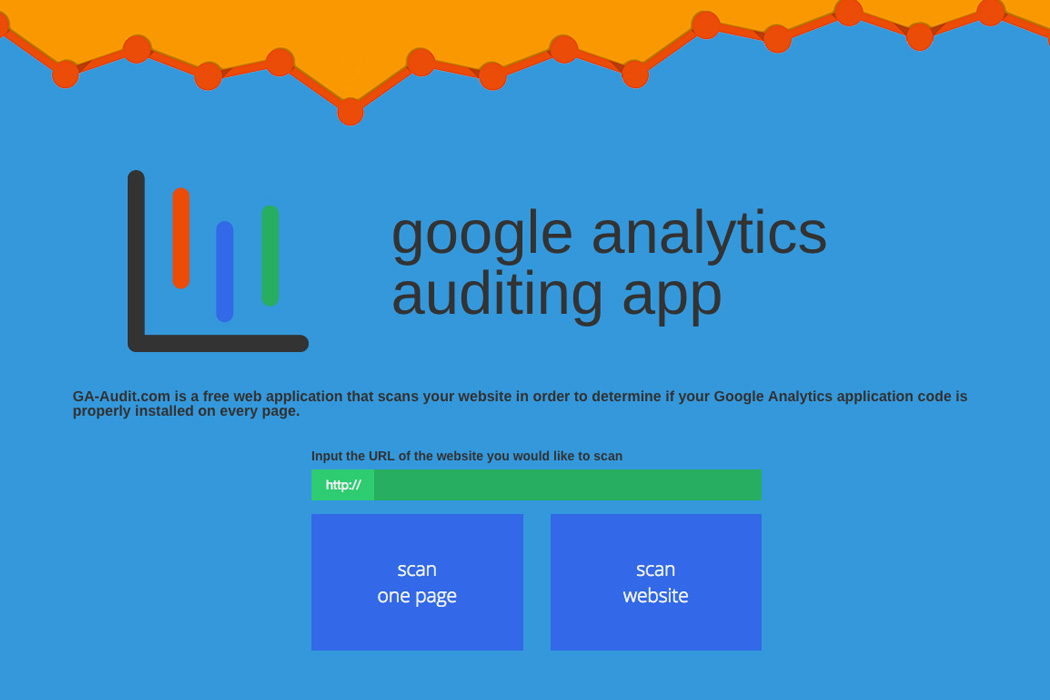 google analytics
auditing app
GA-Audit.com is a free web application that scans your website in order to determine if your Google Analytics application code is
properly installed on every page.
Input the URL of the website you would like to scan
http://
scan
one page
scan
website